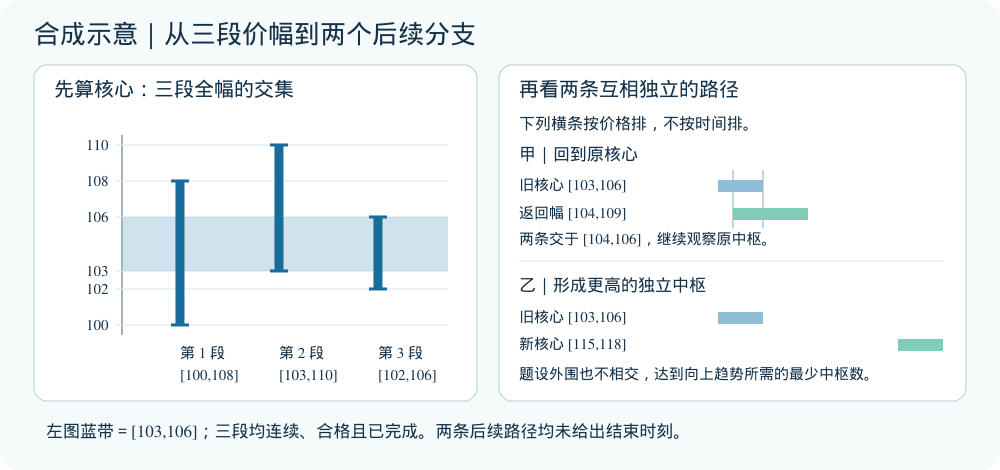 合成示意｜从三段价幅到两个后续分支
先算核心：三段全幅的交集
110
108
106
103
102
100
第 1 段
[100,108]
第 2 段
[103,110]
第 3 段
[102,106]
再看两条互相独立的路径
下列横条按价格排，不按时间排。
甲｜回到原核心
旧核心 [103,106]
返回幅 [104,109]
两条交于 [104,106]，继续观察原中枢。
乙｜形成更高的独立中枢
旧核心 [103,106]
新核心 [115,118]
题设外围也不相交，达到向上趋势所需的最少中枢数。
左图蓝带 = [103,106]；三段均连续、合格且已完成。两条后续路径均未给出结束时刻。